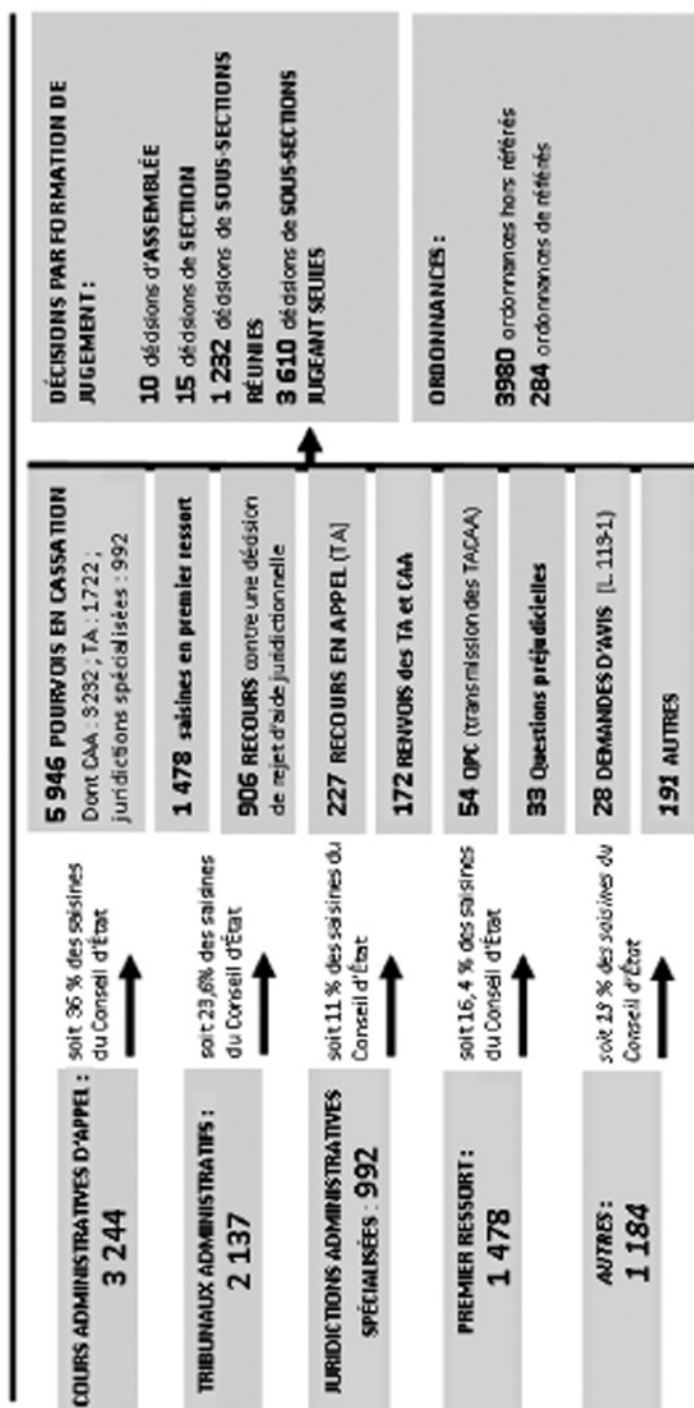 COURS ADMINISTRATIVES D'APPEL :
3 244
soit 36 % des saisines
du Conseil d'État
TRIBUNAUX ADMINISTRATIFS :
2 137
soit 23,6% des saisines
du Conseil d'État
JURIDICTIONS ADMINISTRATIVES
SPÉCIALISÉES : 992
soit 11 % des saisines du
Conseil d'État
PREMIER RESSORT :
1 478
soit 16,4 % des saisines
du Conseil d'État
AUTRES :
1 184
soit 13 % des saisines du
Conseil d'État
5 946 POURVOIS EN CASSATION
Dont CAA : 3232 ; TA : 1722 ;
juridictions spécialisées : 992
1 478 saisines en premier ressort
906 RECOURS contre une décision
de rejet d'aide juridictionnelle
227 RECOURS EN APPEL (TA)
172 RENVOIS des TA et CAA
54 QPC (transmission des TACAA)
33 Questions préjudicielles
28 DEMANDES D'AVIS (L. 113-1)
191 AUTRES
DÉCISIONS PAR FORMATION DE
JUGEMENT :
10 décisions d'ASSEMBLÉE
15 décisions de SECTION
1 232 décisions de SOUS-SECTIONS
RÉUNIES
3 610 décisions de SOUS-SECTIONS
JUGEANT SEULES
ORDONNANCES :
3980 ordonnances hors référés
284 ordonnances de référés